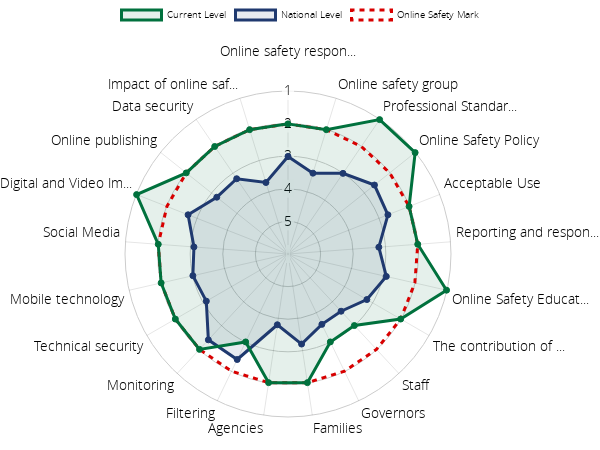 Current Level National Level Online Safety Mark
Online safety respon...
Impact of online saf... Online safety group
Data security Professional Standar...
Online publishing Online Safety Policy
Digital and Video Im... Acceptable Use
Social Media Reporting and respon...
Mobile technology Online Safety Educat...
Technical security The contribution of ...
Monitoring Staff
Filtering Governors
Agencies Families
1
2
3
4
5